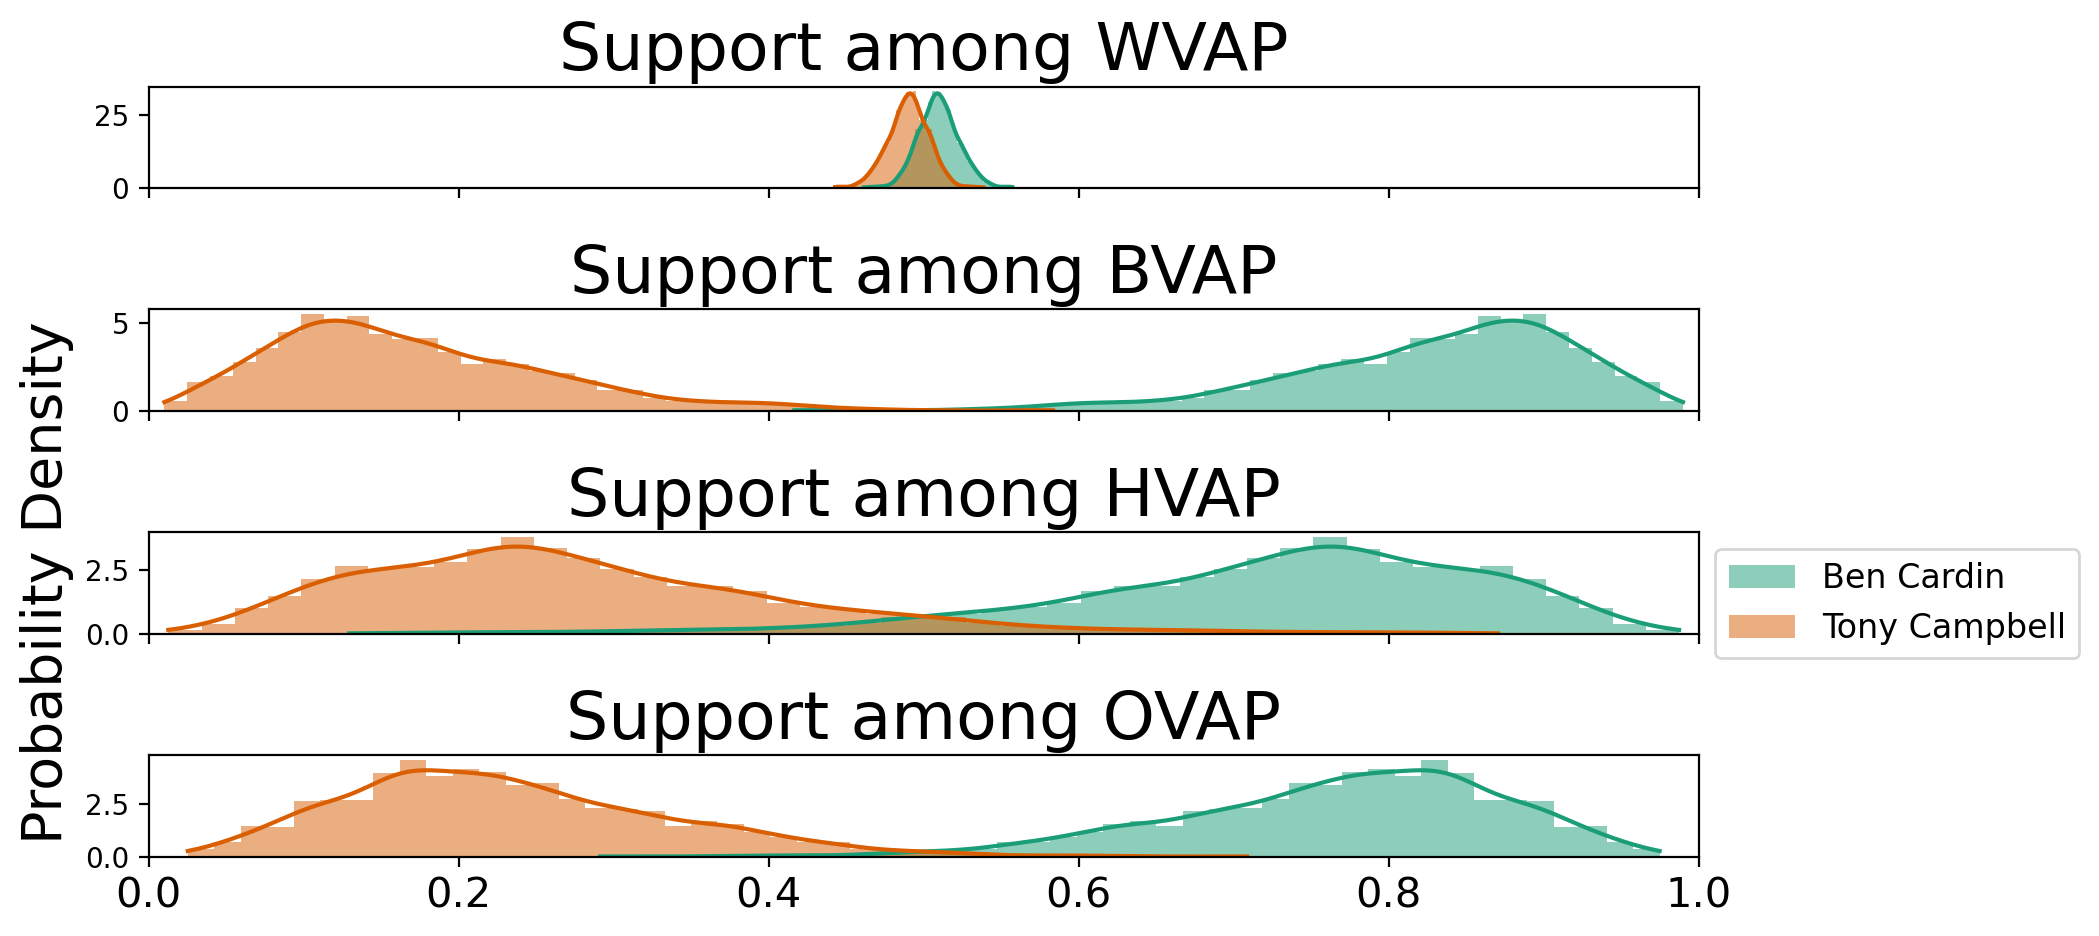 Support among WVAP
25
0
Support among BVAP
5
0
Support among HVAP
2.5
0.0
Support among OVAP
2.5
0.0
0.0 0.2 0.4 0.6 0.8 1.0
Probability Density
Ben Cardin
Tony Campbell